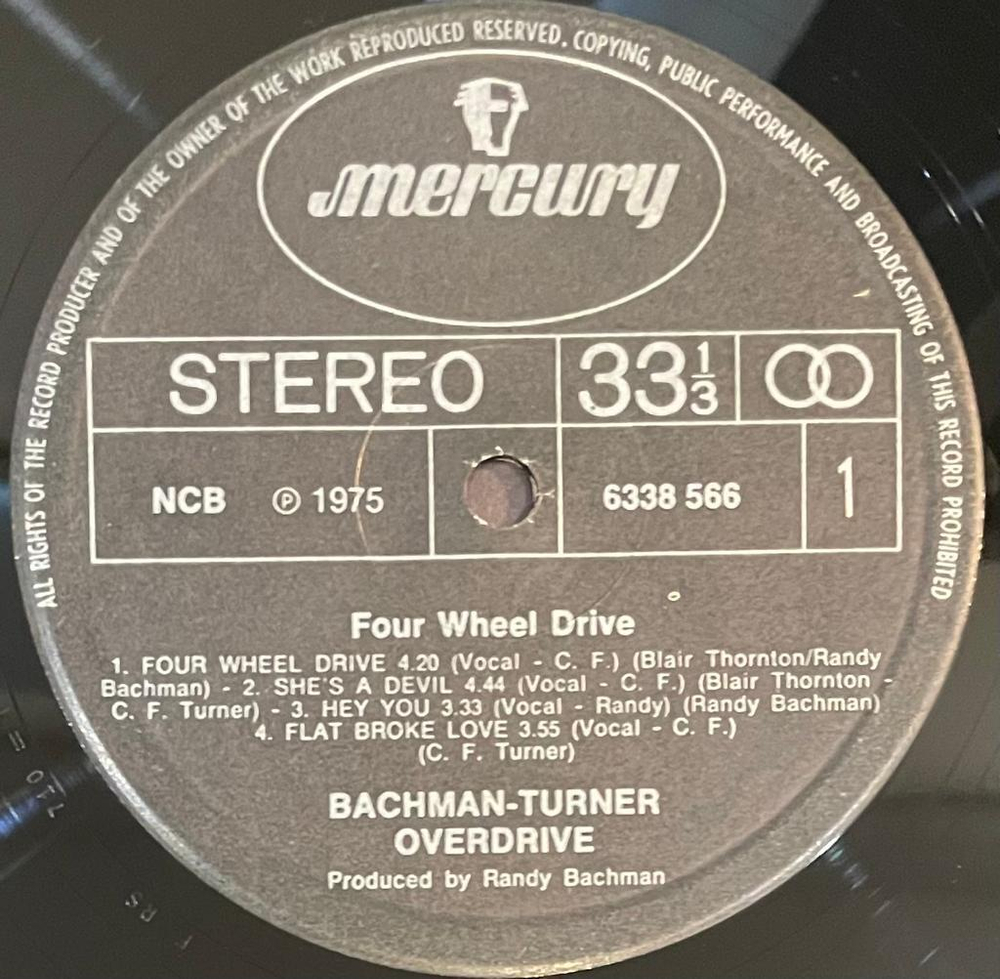 ALL RIGHTS OF THE RECORD PRODUCER AND OF THE OWNER OF THE WORK REPRODUCED RESERVED. COPYING, PUBLIC PERFORMANCE AND BROADCASTING OF THIS RECORD PROHIBITED
mercury
STEREO 33 1/3
NCB ℗ 1975 6338 566 1
Four Wheel Drive
1. FOUR WHEEL DRIVE 4.20 (Vocal - C. F.) (Blair Thornton/Randy
Bachman) - 2. SHE'S A DEVIL 4.44 (Vocal - C. F.) (Blair Thornton -
C. F. Turner) - 3. HEY YOU 3.33 (Vocal - Randy) (Randy Bachman)
4. FLAT BROKE LOVE 3.55 (Vocal - C. F.)
(C. F. Turner)
BACHMAN-TURNER
OVERDRIVE
Produced by Randy Bachman